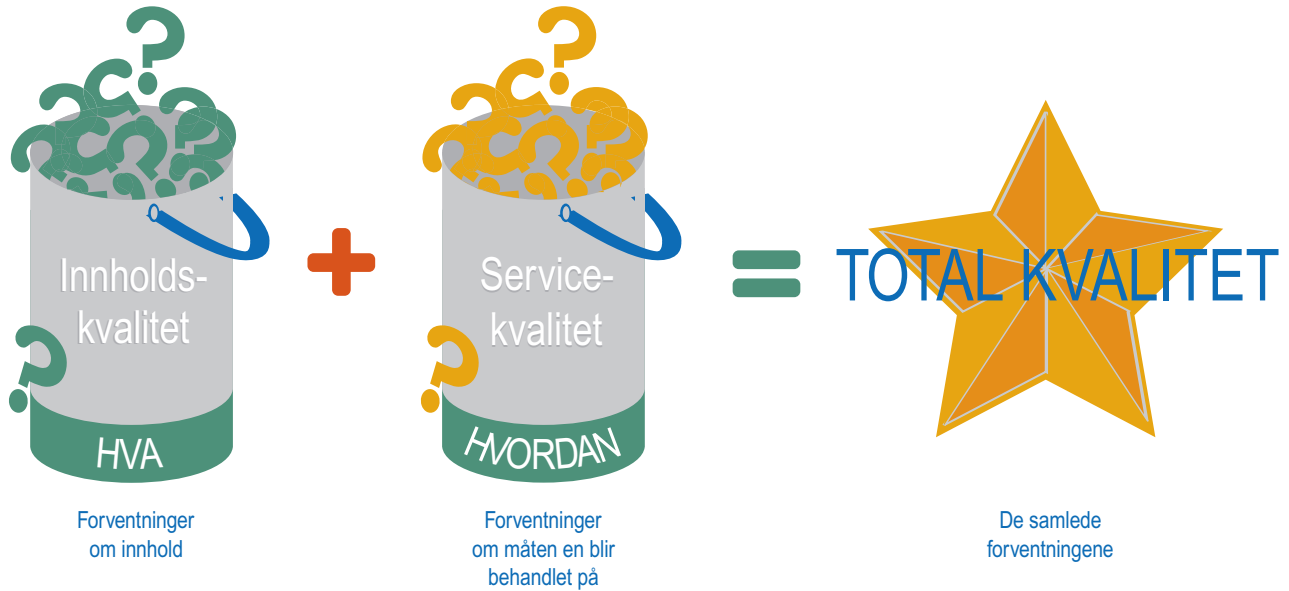 Innholds-
kvalitet
HVA
Forventninger
om innhold
+
Service-
kvalitet
HVORDAN
Forventninger
om måten en blir
behandlet på
=
TOTAL KVALITET
De samlede
forventningene